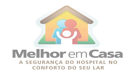 Melhor em Casa
A SEGURANÇA DO HOSPITAL NO
CONFORTO DO SEU LAR